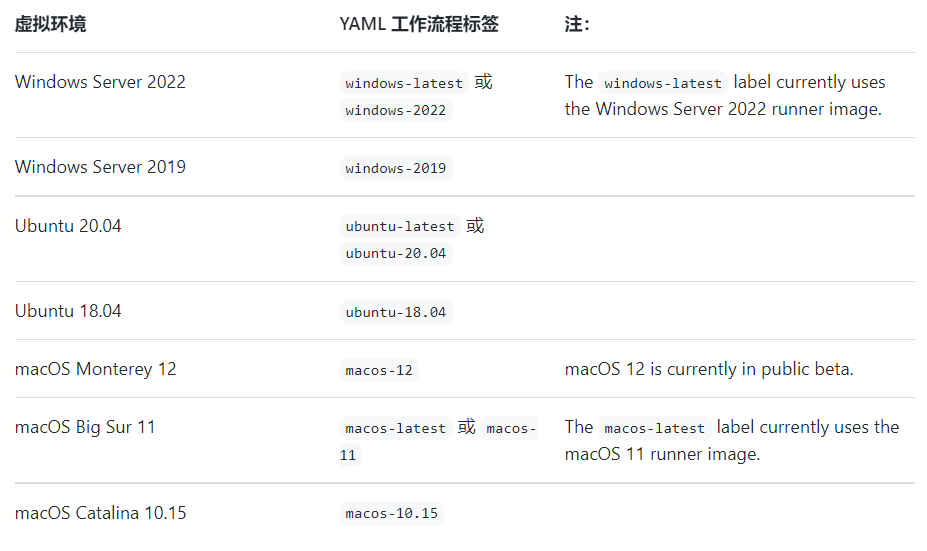 虚拟环境 YAML 工作流程标签 注：
Windows Server 2022 windows-latest 或 The windows-latest label currently uses
windows-2022 the Windows Server 2022 runner image.
Windows Server 2019 windows-2019
Ubuntu 20.04 ubuntu-latest 或
ubuntu-20.04
Ubuntu 18.04 ubuntu-18.04
macOS Monterey 12 macos-12 macOS 12 is currently in public beta.
macOS Big Sur 11 macos-latest 或 macos- The macos-latest label currently uses the
11 macOS 11 runner image.
macOS Catalina 10.15 macos-10.15